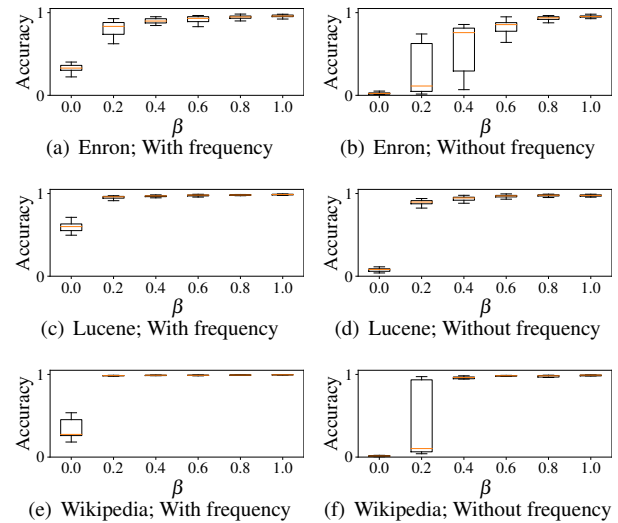 Accuracy
1
0
0.0 0.2 0.4 0.6 0.8 1.0
β
(a) Enron; With frequency
Accuracy
1
0
0.0 0.2 0.4 0.6 0.8 1.0
β
(b) Enron; Without frequency
Accuracy
1
0
0.0 0.2 0.4 0.6 0.8 1.0
β
(c) Lucene; With frequency
Accuracy
1
0
0.0 0.2 0.4 0.6 0.8 1.0
β
(d) Lucene; Without frequency
Accuracy
1
0
0.0 0.2 0.4 0.6 0.8 1.0
β
(e) Wikipedia; With frequency
Accuracy
1
0
0.0 0.2 0.4 0.6 0.8 1.0
β
(f) Wikipedia; Without frequency